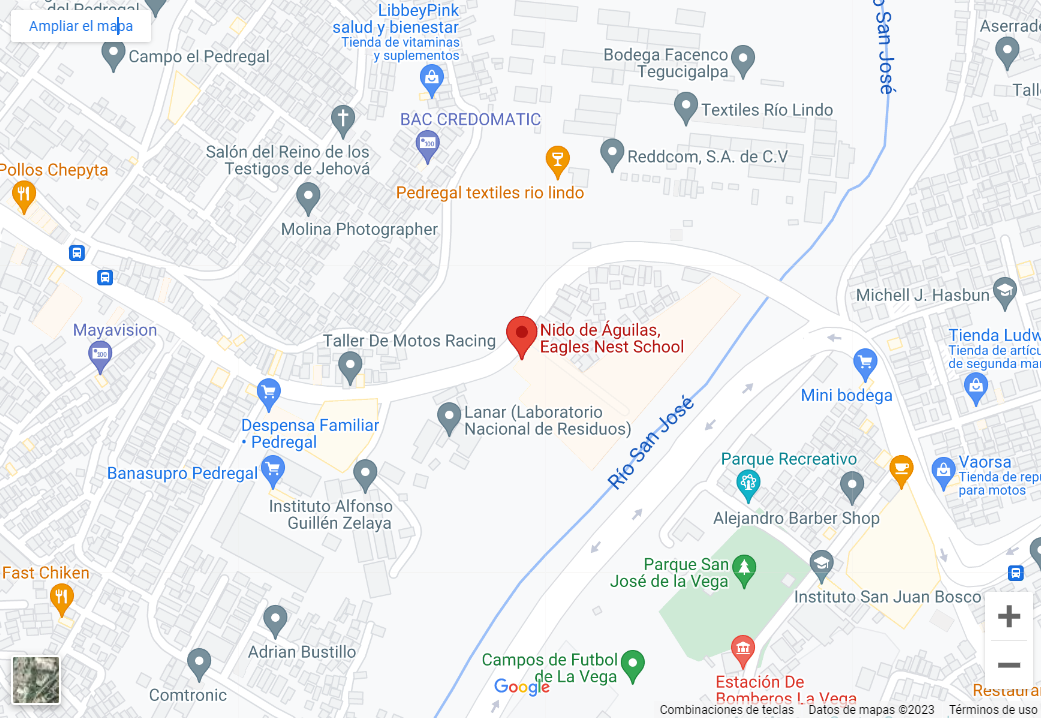 del Pedregal
Ampliar el mapa
LibbeyPink
salud y bienestar
Tienda de vitaminas
y suplementos
Río San José
Aserrade
Campo el Pedregal
Bodega Facenco
Tegucigalpa
Talle
BAC CREDOMATIC
Textiles Río Lindo
Salón del Reino de los
Testigos de Jehová
Reddcom, S.A. de C.V
Pollos Chepyta
Pedregal textiles rio lindo
Molina Photographer
Michell J. Hasbun
Mayavision
Taller De Motos Racing
Nido de Águilas,
Eagles Nest School
Tienda Ludw
Tienda de artícu
de segunda man
Mini bodega
Despensa Familiar
• Pedregal
Lanar (Laboratorio
Nacional de Residuos)
Río San José
Banasupro Pedregal
Parque Recreativo
Vaorsa
Tienda de repu
para motos
Instituto Alfonso
Guillén Zelaya
Alejandro Barber Shop
Fast Chiken
Parque San
José de la Vega
Instituto San Juan Bosco
Adrian Bustillo
Campos de Futbol
de La Vega
Comtronic
Estación De
Bomberos La Vega
Restaurar
Google
Combinaciones de teclas
Datos de mapas ©2023
Términos de uso